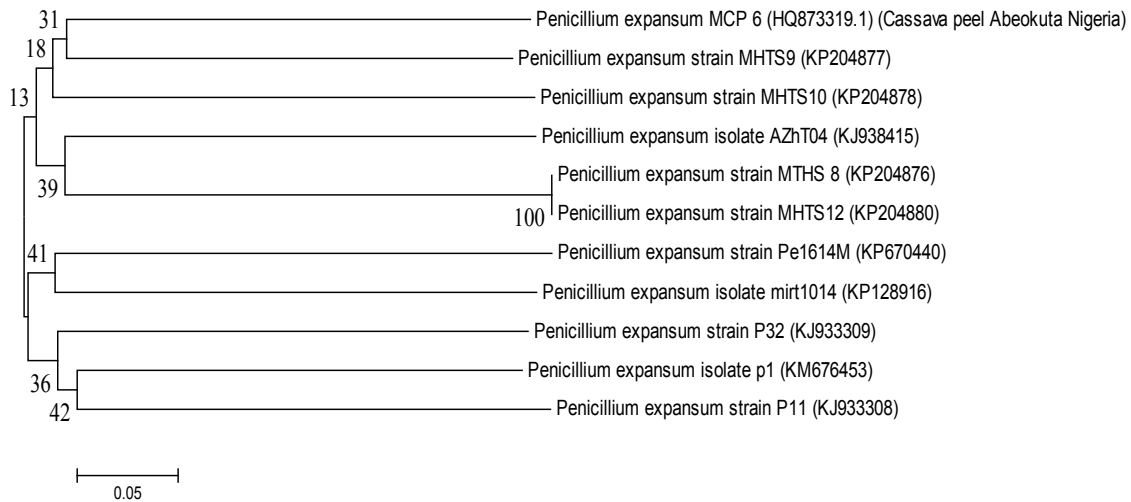 31
Penicillium expansum MCP 6 (HQ873319.1) (Cassava peel Abeokuta Nigeria)
18
Penicillium expansum strain MHTS9 (KP204877)
13
Penicillium expansum strain MHTS10 (KP204878)
Penicillium expansum isolate AZhT04 (KJ938415)
39
Penicillium expansum strain MTHS 8 (KP204876)
100
Penicillium expansum strain MHTS12 (KP204880)
41
Penicillium expansum strain Pe1614M (KP670440)
Penicillium expansum isolate mirt1014 (KP128916)
Penicillium expansum strain P32 (KJ933309)
36
Penicillium expansum isolate p1 (KM676453)
42
Penicillium expansum strain P11 (KJ933308)
0.05